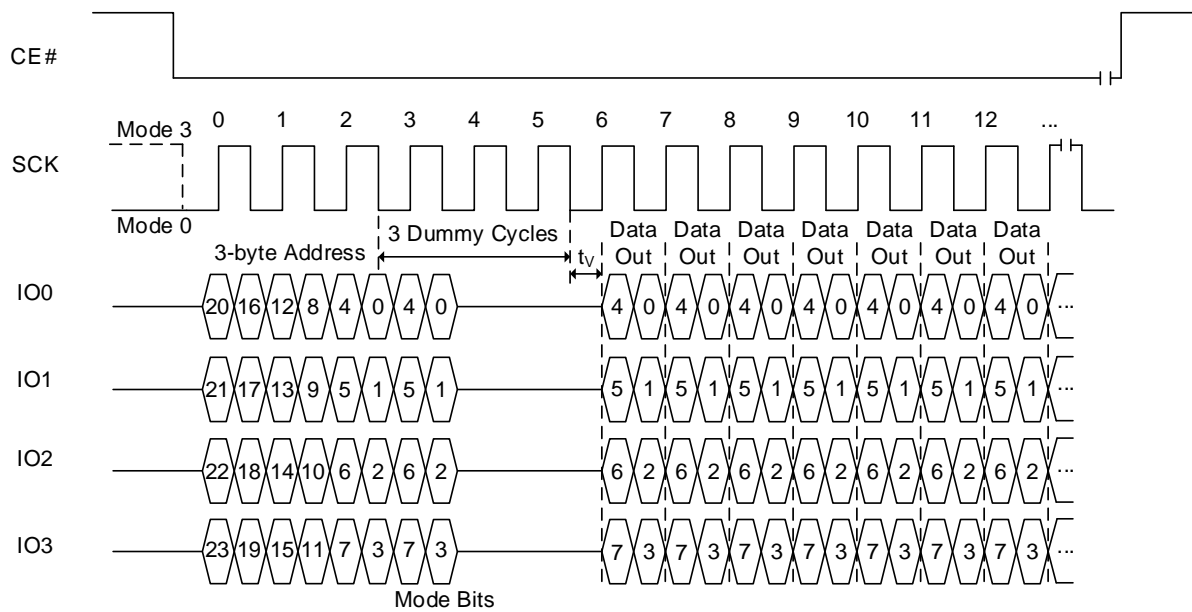 CE#
0 1 2 3 4 5 6 7 8 9 10 11 12 ...
Mode 3
SCK
Mode 0
3-byte Address
3 Dummy Cycles
tV
Data Out Data Out Data Out Data Out Data Out Data Out Data Out
IO0
20 16 12 8 4 0 4 0 4 0 4 0 4 0 4 0 4 0 4 0 4 0 ...
IO1
21 17 13 9 5 1 5 1 5 1 5 1 5 1 5 1 5 1 5 1 5 1 ...
IO2
22 18 14 10 6 2 6 2 6 2 6 2 6 2 6 2 6 2 6 2 6 2 ...
IO3
23 19 15 11 7 3 7 3 7 3 7 3 7 3 7 3 7 3 7 3 7 3 ...
Mode Bits